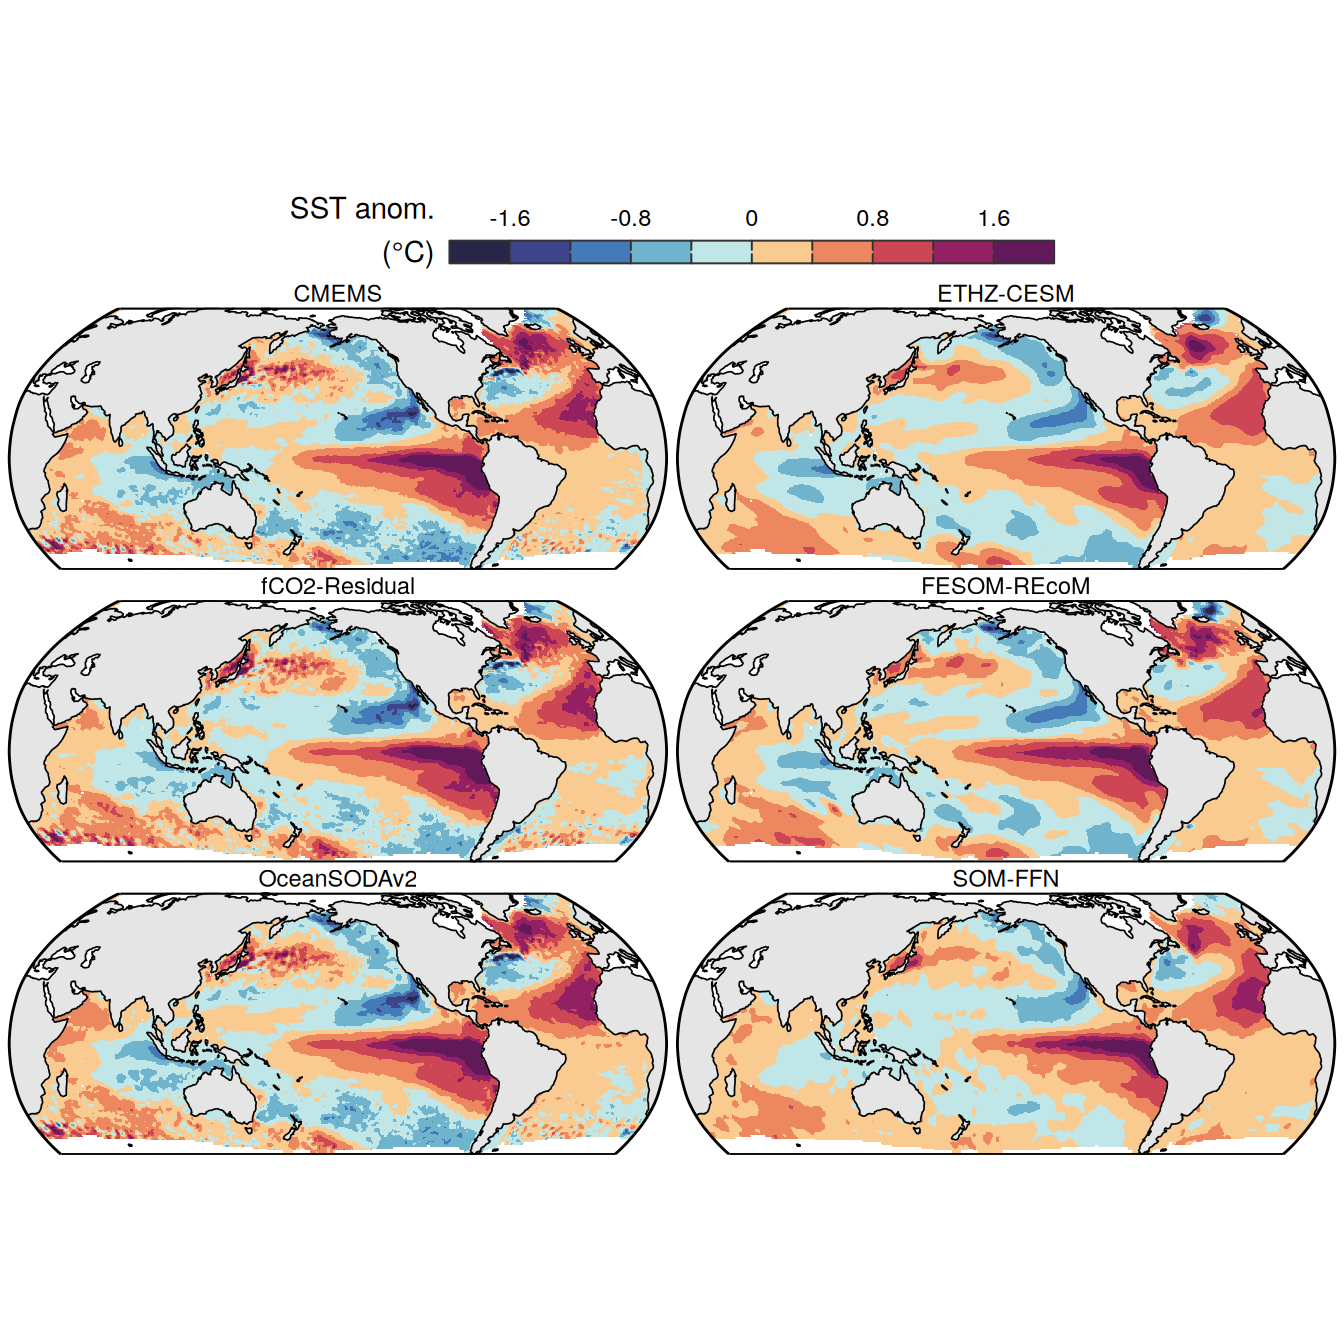 SST anom.
(°C)
-1.6 -0.8 0 0.8 1.6
CMEMS
ETHZ-CESM
fCO2-Residual
FESOM-REcoM
OceanSODAv2
SOM-FFN